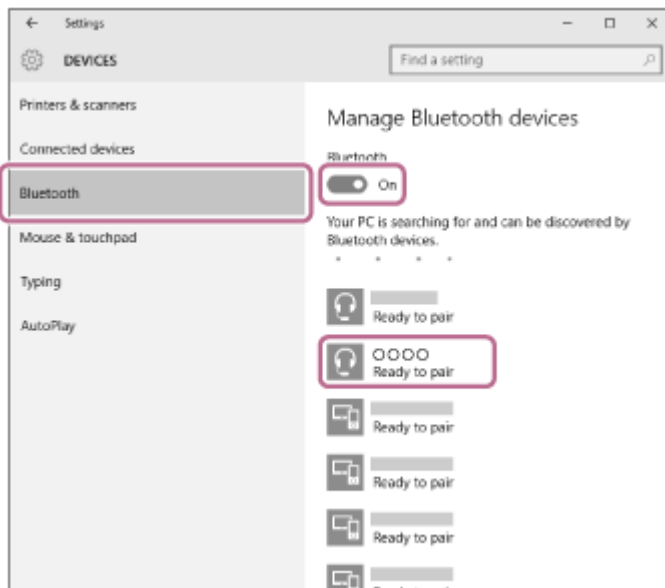 Settings
DEVICES
Find a setting
Printers & scanners
Connected devices
Bluetooth
Mouse & touchpad
Typing
AutoPlay
Manage Bluetooth devices
Bluetooth
On
Your PC is searching for and can be discovered by
Bluetooth devices.
Ready to pair
OOOO
Ready to pair
Ready to pair
Ready to pair
Ready to pair